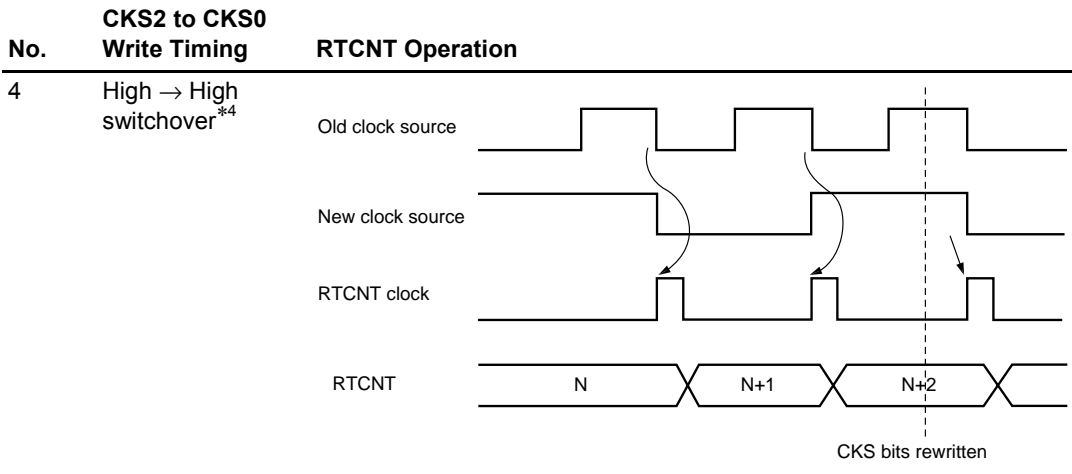 CKS2 to CKS0
No. Write Timing RTCNT Operation
4 High → High
switchover*4
Old clock source
New clock source
RTCNT clock
RTCNT N N+1 N+2
CKS bits rewritten